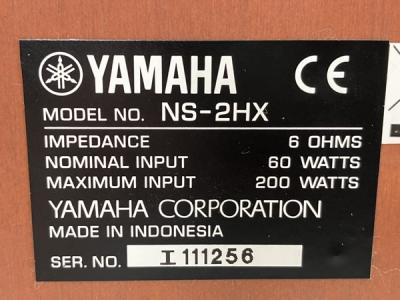 YAMAHA CE
MODEL NO. NS-2HX
IMPEDANCE 6 OHMS
NOMINAL INPUT 60 WATTS
MAXIMUM INPUT 200 WATTS
YAMAHA CORPORATION
MADE IN INDONESIA
SER. NO. I 111256